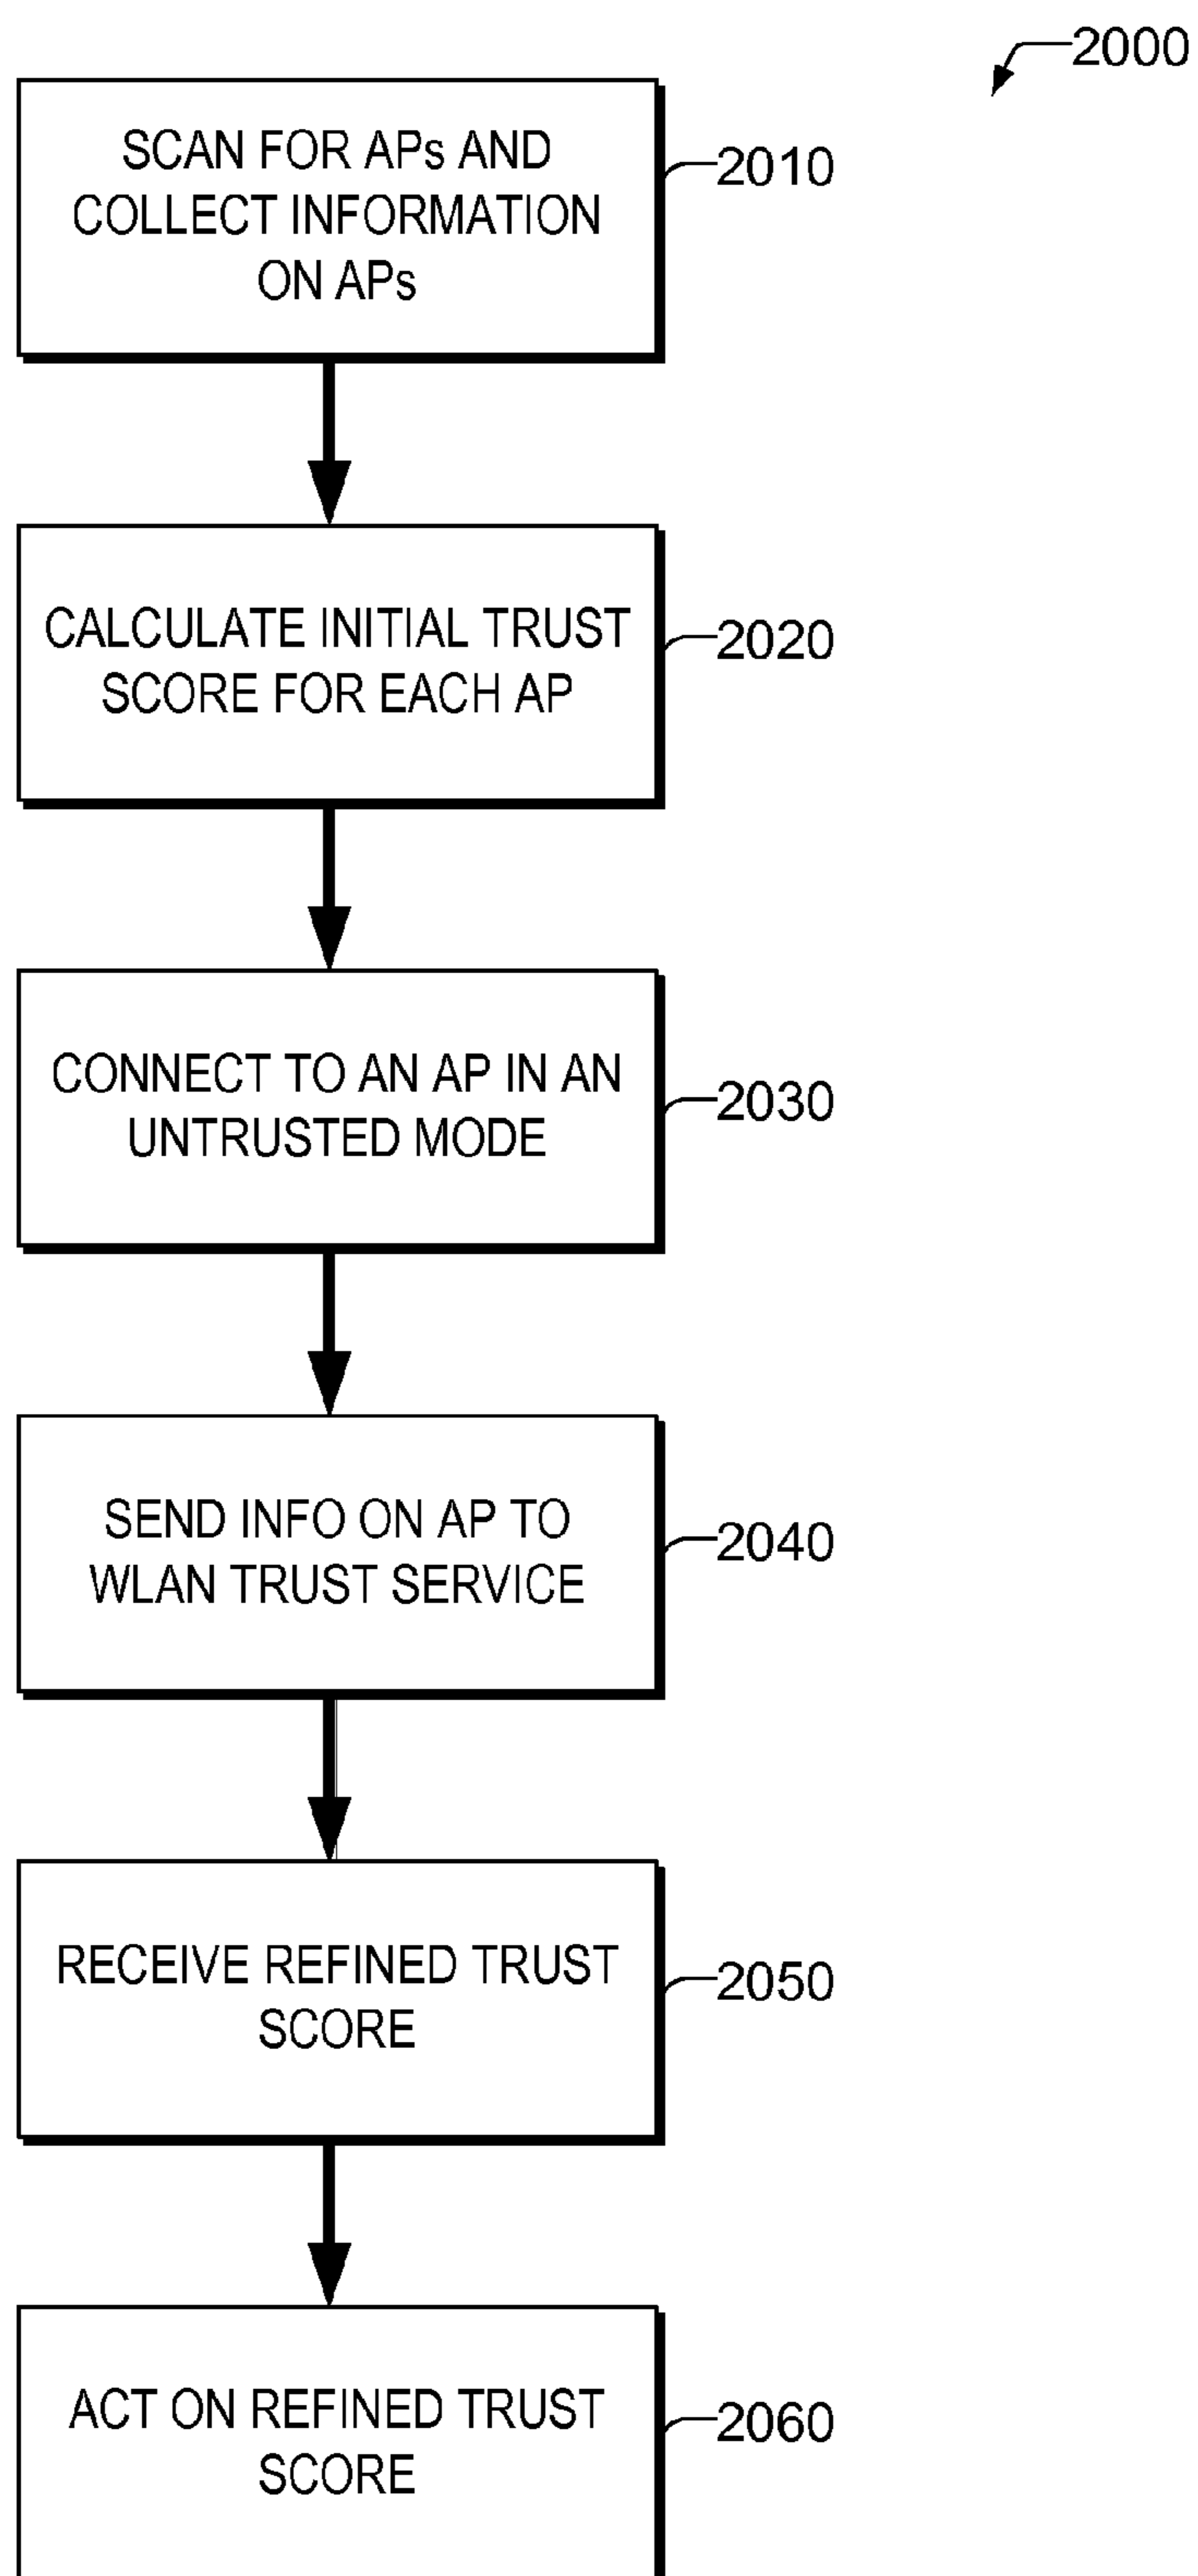 2000
SCAN FOR APs AND
COLLECT INFORMATION
ON APs
2010
CALCULATE INITIAL TRUST
SCORE FOR EACH AP
2020
CONNECT TO AN AP IN AN
UNTRUSTED MODE
2030
SEND INFO ON AP TO
WLAN TRUST SERVICE
2040
RECEIVE REFINED TRUST
SCORE
2050
ACT ON REFINED TRUST
SCORE
2060